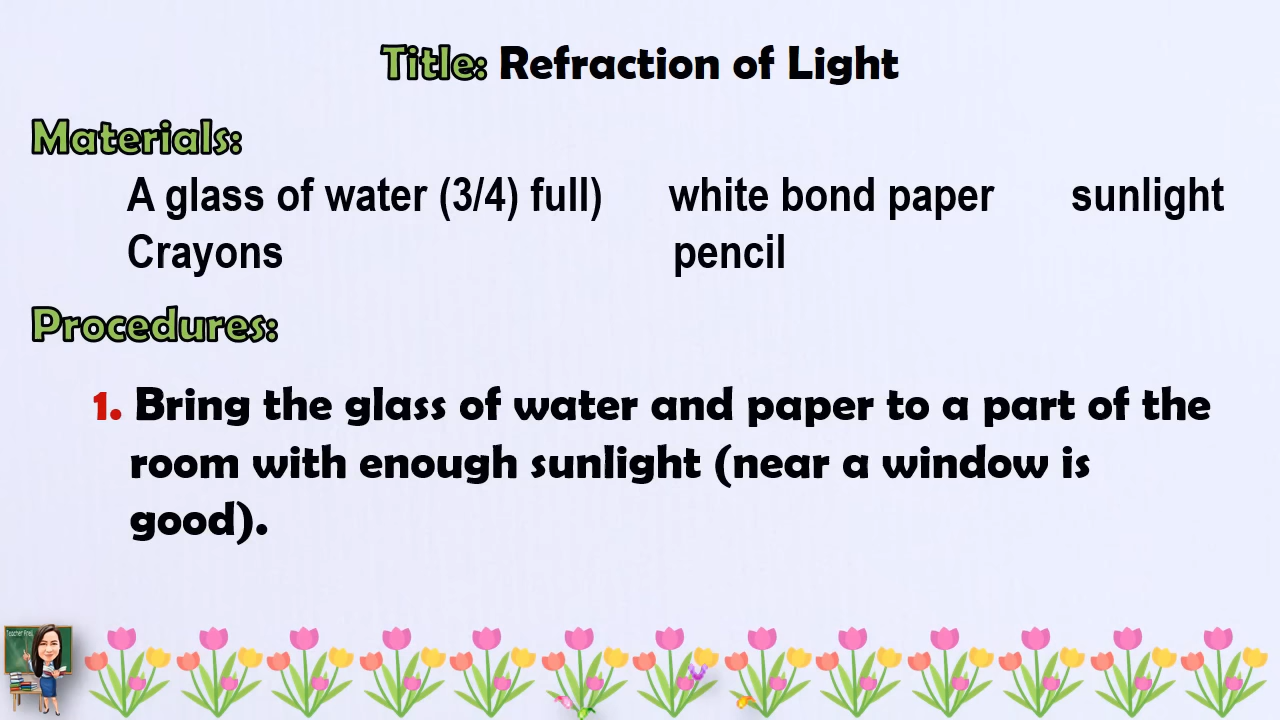 Title: Refraction of Light
Materials:
A glass of water (3/4) full) white bond paper sunlight
Crayons pencil
Procedures:
1. Bring the glass of water and paper to a part of the
room with enough sunlight (near a window is
good).